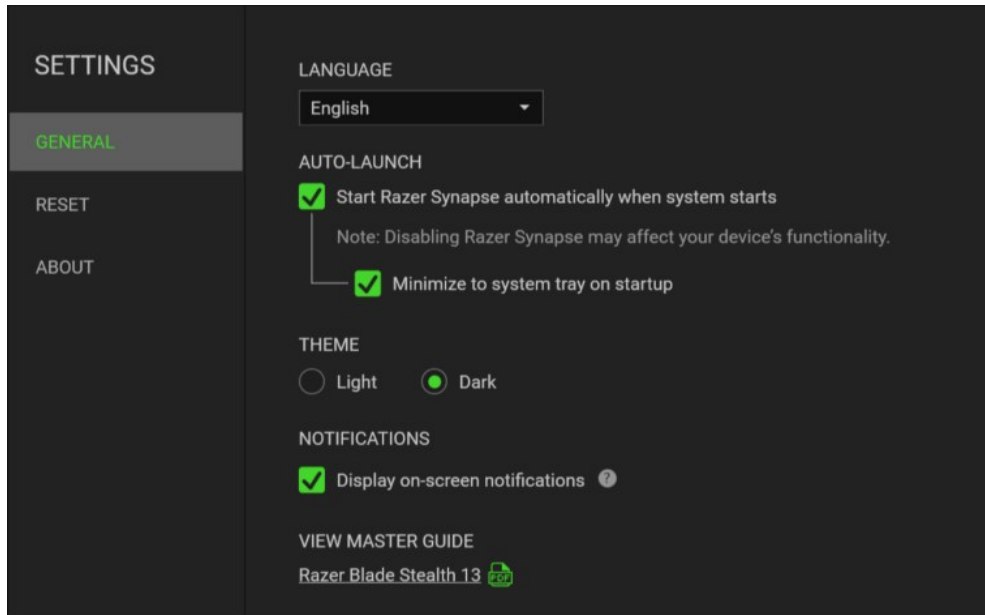 SETTINGS
GENERAL
RESET
ABOUT
LANGUAGE
English
AUTO-LAUNCH
Start Razer Synapse automatically when system starts
Note: Disabling Razer Synapse may affect your device's functionality.
Minimize to system tray on startup
THEME
Light Dark
NOTIFICATIONS
Display on-screen notifications ?
VIEW MASTER GUIDE
Razer Blade Stealth 13 PDF